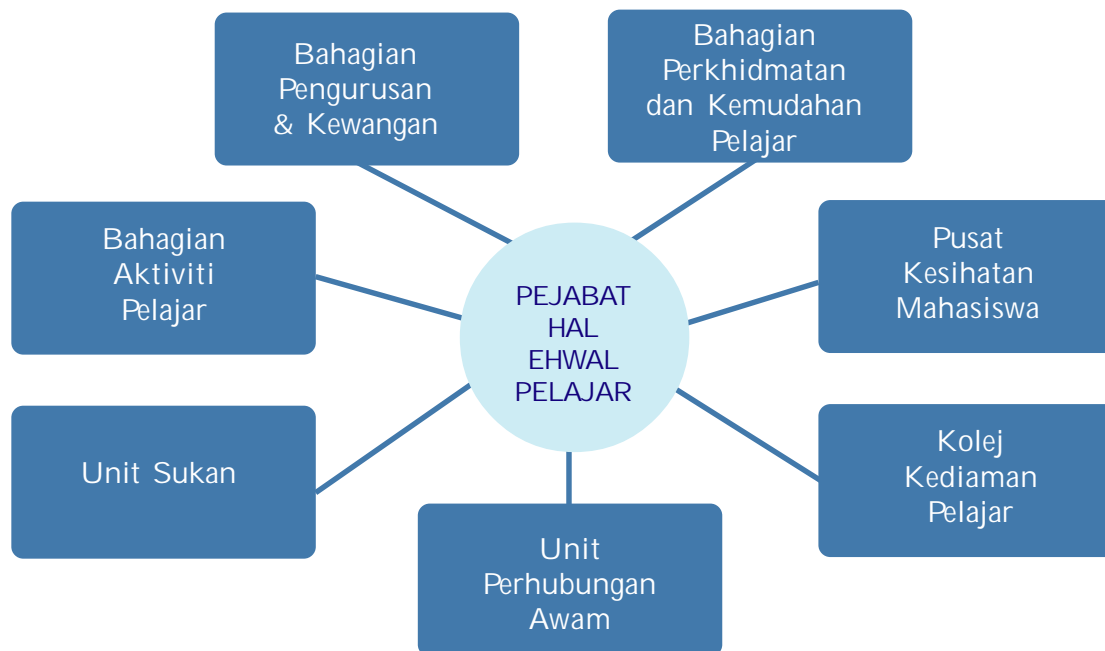 Bahagian
Pengurusan
& Kewangan
Bahagian
Perkhidmatan
dan Kemudahan
Pelajar
Bahagian
Aktiviti
Pelajar
PEJABAT
HAL
EHWAL
PELAJAR
Pusat
Kesihatan
Mahasiswa
Unit Sukan
Kolej
Kediaman
Pelajar
Unit
Perhubungan
Awam